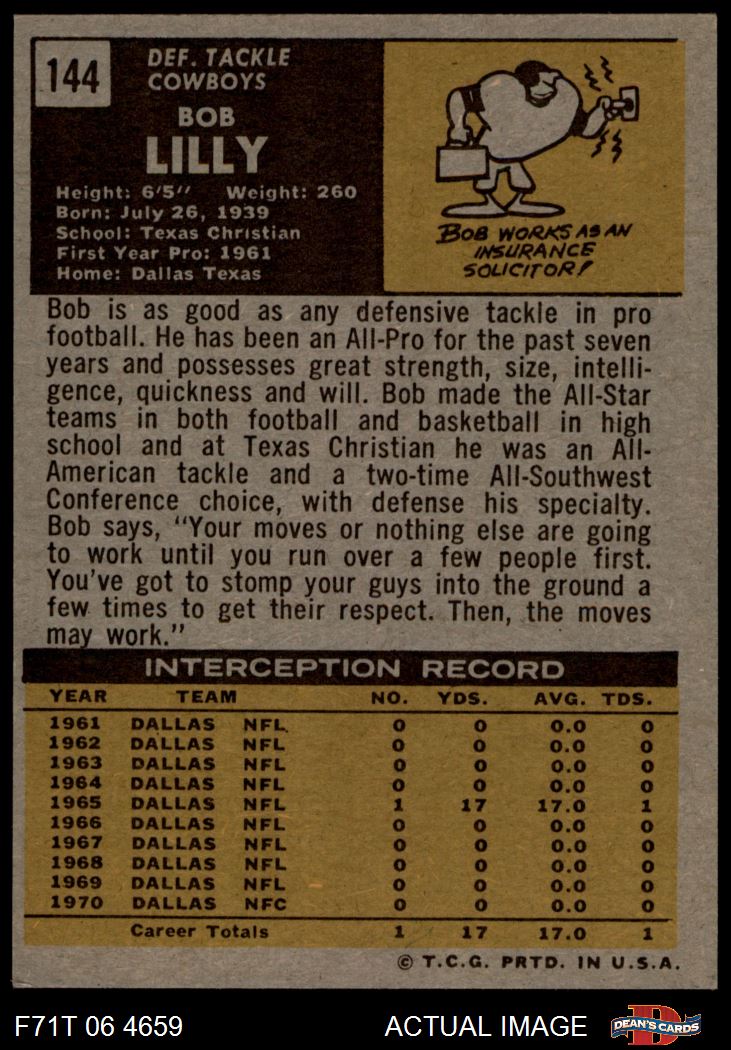 144
DEF. TACKLE
COWBOYS
BOB
LILLY
Height: 6'5" Weight: 260
Born: July 26, 1939
School: Texas Christian
First Year Pro: 1961
Home: Dallas Texas
BOB WORKS AS AN
INSURANCE
SOLICITOR!
Bob is as good as any defensive tackle in pro
football. He has been an All-Pro for the past seven
years and possesses great strength, size, intelli-
gence, quickness and will. Bob made the All-Star
teams in both football and basketball in high
school and at Texas Christian he was an All-
American tackle and a two-time All-Southwest
Conference choice, with defense his specialty.
Bob says, "Your moves or nothing else are going
to work until you run over a few people first.
You've got to stomp your guys into the ground a
few times to get their respect. Then, the moves
may work."
INTERCEPTION RECORD
YEAR TEAM NO. YDS. AVG. TDS.
1961 DALLAS NFL 0 0 0.0 0
1962 DALLAS NFL 0 0 0.0 0
1963 DALLAS NFL 0 0 0.0 0
1964 DALLAS NFL 0 0 0.0 0
1965 DALLAS NFL 1 17 17.0 1
1966 DALLAS NFL 0 0 0.0 0
1967 DALLAS NFL 0 0 0.0 0
1968 DALLAS NFL 0 0 0.0 0
1969 DALLAS NFL 0 0 0.0 0
1970 DALLAS NFC 0 0 0.0 0
Career Totals 1 17 17.0 1
© T.C.G. PRTD. IN U.S.A.
F71T 06 4659 ACTUAL IMAGE D DEAN'S CARDS